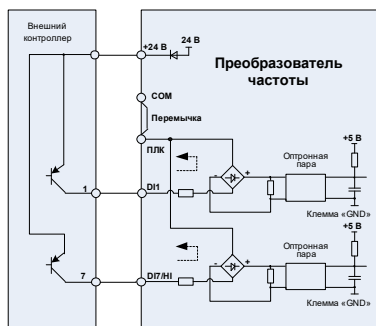 Внешний
контроллер
+24 В
24 В
Преобразователь
частоты
COM
Перемычка
ПЛК
+5 В
Оптронная
пара
- +
1
DI1
Клемма «GND»
+5 В
Оптронная
пара
- +
7
DI7/HI
Клемма «GND»